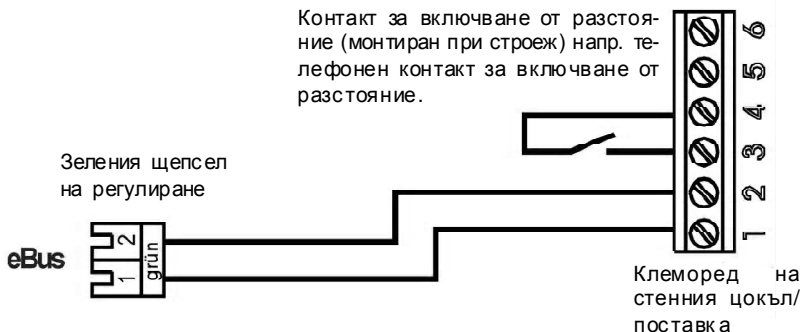 Контакт за включване от разстоя-
ние (монтиран при строеж) напр. те-
лефонен контакт за включване от
разстояние.
6
5
4
3
2
1
Зеления щепсел
на регулиране
eBus
2
1
grün
Клеморед на
стенния цокъл/
поставка